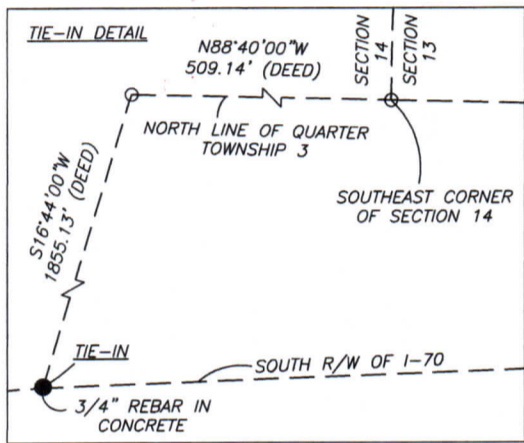 TIE-IN DETAIL
N88°40'00"W
509.14' (DEED)
SECTION
14
SECTION
13
NORTH LINE OF QUARTER
TOWNSHIP 3
SOUTHEAST CORNER
OF SECTION 14
S16°44'00"W
1855.13' (DEED)
TIE-IN
SOUTH R/W OF I-70
3/4" REBAR IN
CONCRETE